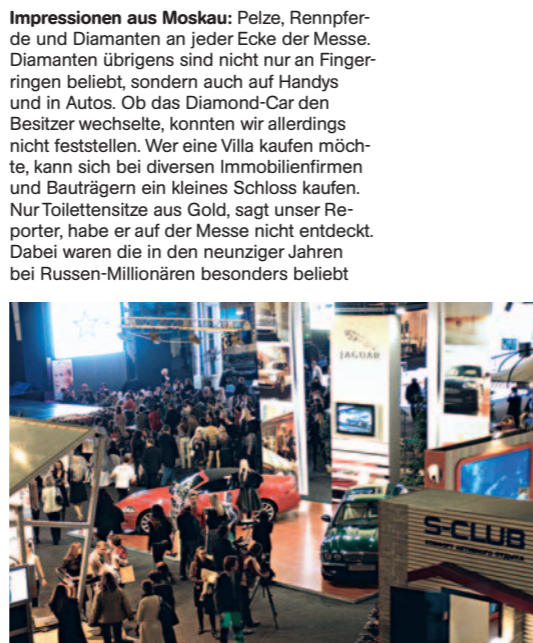 Impressionen aus Moskau: Pelze, Rennpfer-
de und Diamanten an jeder Ecke der Messe.
Diamanten übrigens sind nicht nur an Finger-
ringen beliebt, sondern auch auf Handys
und in Autos. Ob das Diamond-Car den
Besitzer wechselte, konnten wir allerdings
nicht feststellen. Wer eine Villa kaufen möch-
te, kann sich bei diversen Immobilienfirmen
und Bauträgern ein kleines Schloss kaufen.
Nur Toilettensitze aus Gold, sagt unser Re-
porter, habe er auf der Messe nicht entdeckt.
Dabei waren die in den neunziger Jahren
bei Russen-Millionären besonders beliebt
JAGUAR
S-CLUB